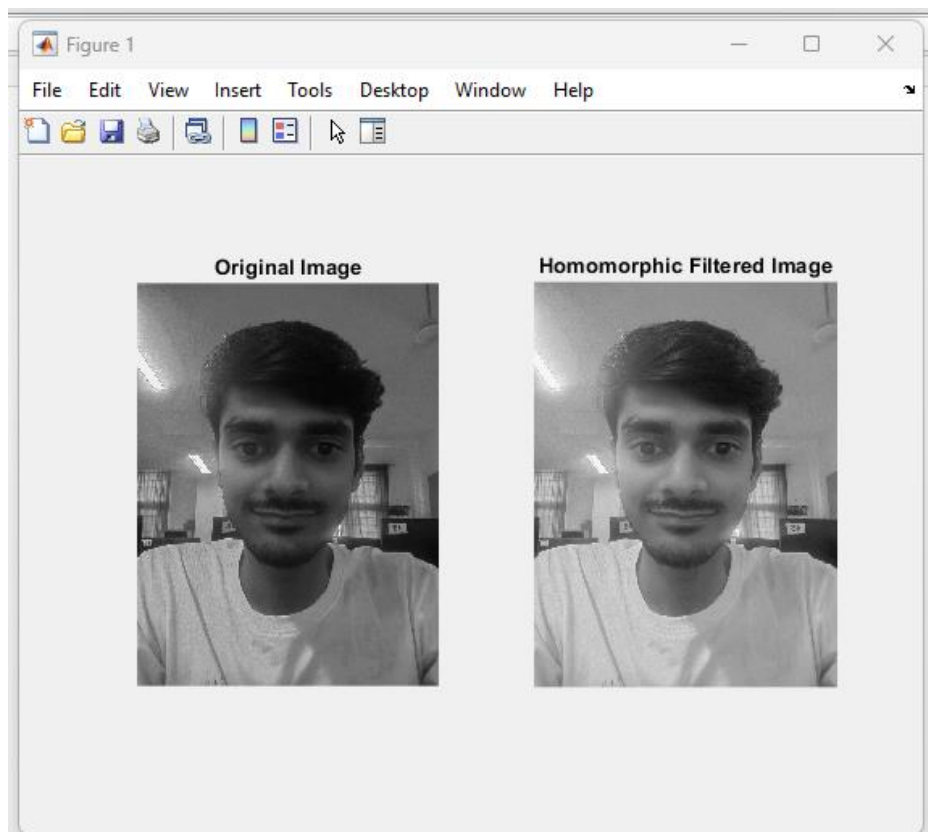 Figure 1
File Edit View Insert Tools Desktop Window Help
Original Image
Homomorphic Filtered Image